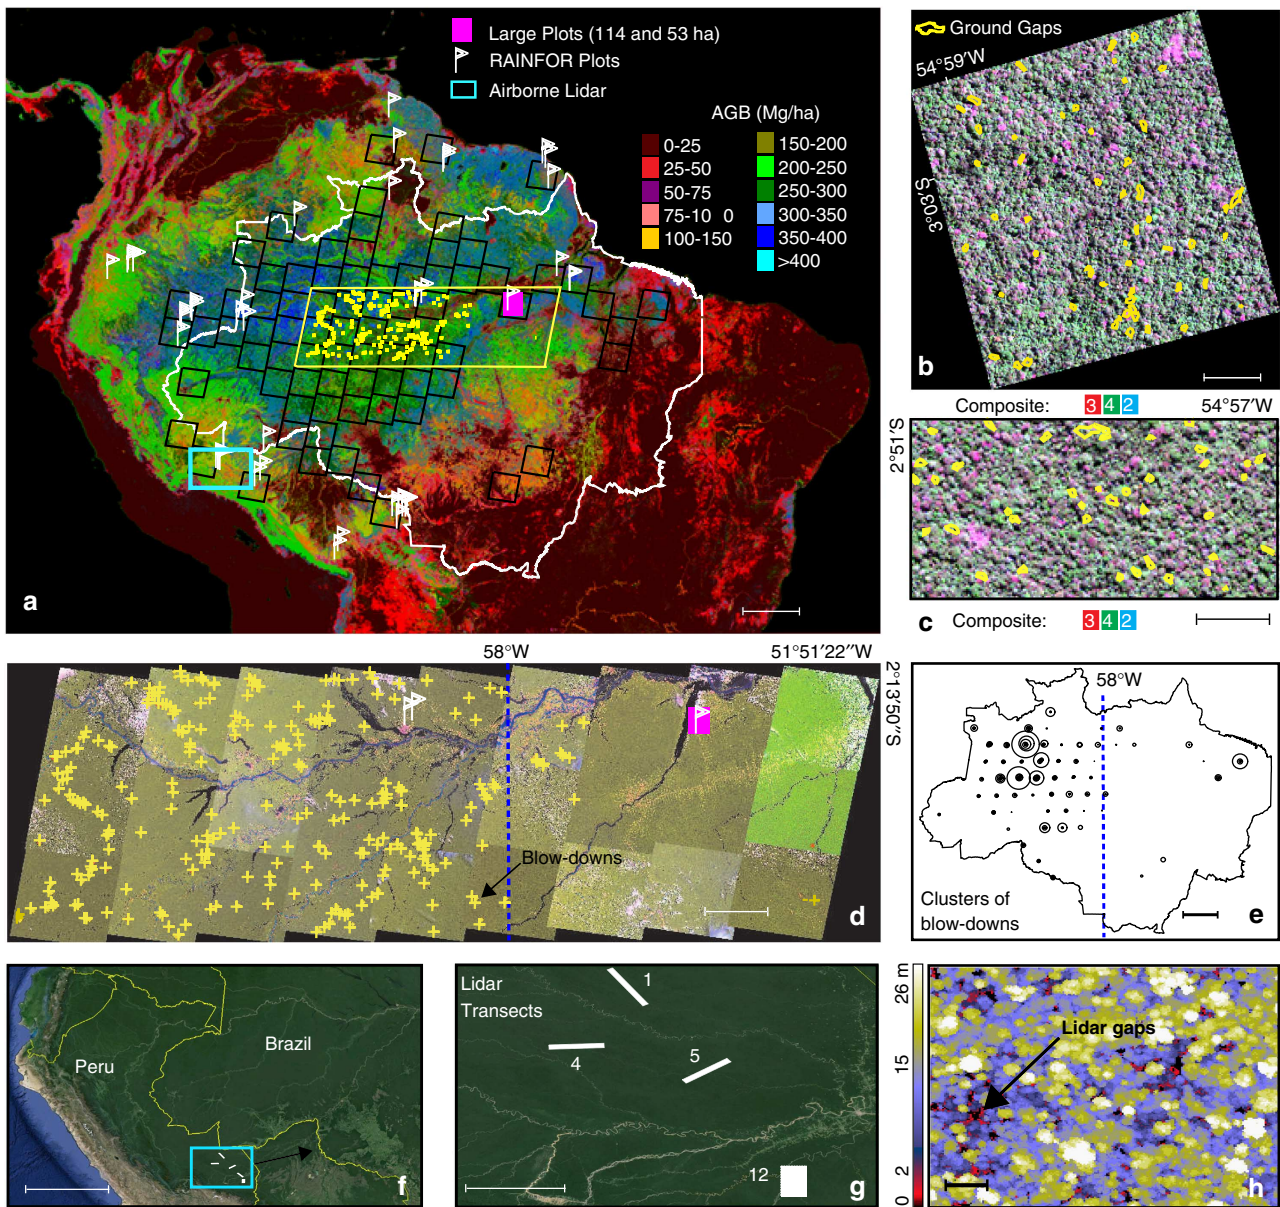 Large Plots (114 and 53 ha)
RAINFOR Plots
Airborne Lidar
AGB (Mg/ha)
0-25
25-50
50-75
75-10 0
100-150
150-200
200-250
250-300
300-350
350-400
>400
a
Ground Gaps
54°59′W
3°0′3″S
b
Composite: 3 4 2
54°57′W
2°51′S
c
Composite: 3 4 2
58°W
51°51′22″W
2°13′50″S
Blow-downs
d
58°W
Clusters of
blow-downs
e
Peru
Brazil
f
Lidar
Transects
1
4
5
12
g
26 m
15
2
0
Lidar gaps
h